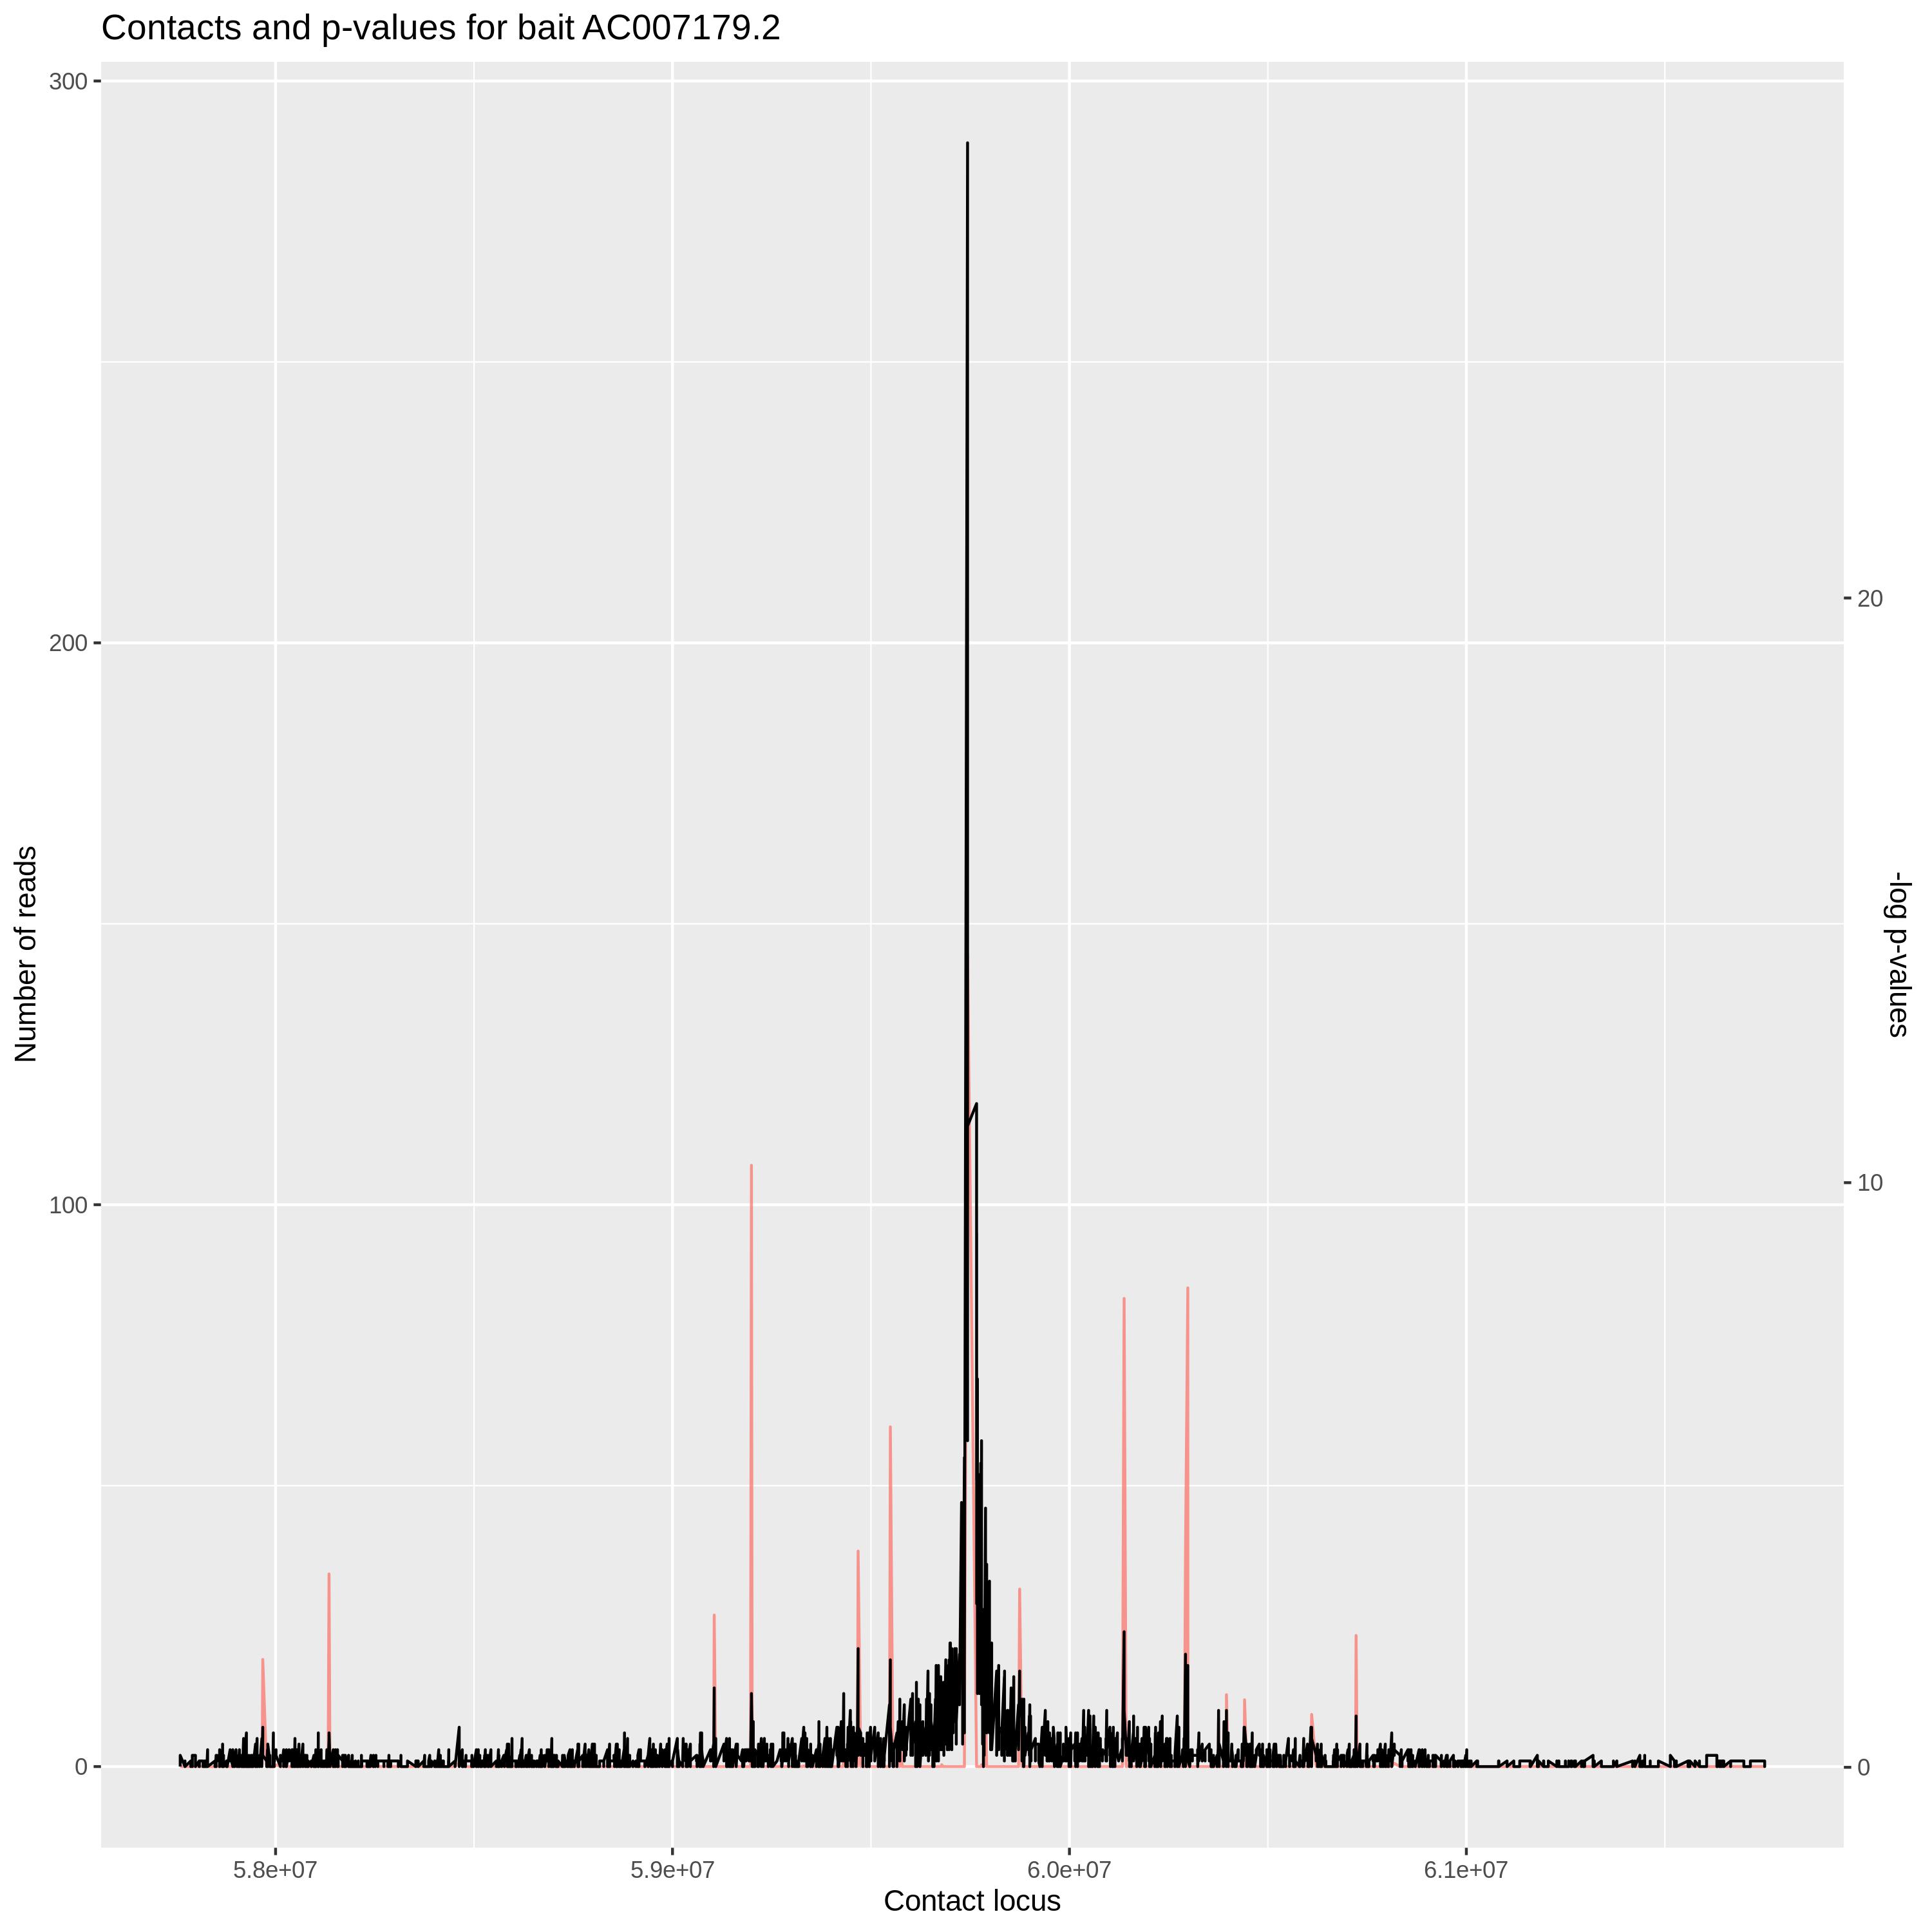 Contacts and p-values for bait AC007179.2
300
200
100
0
Number of reads
20
10
0
-log p-values
5.8e+07
5.9e+07
6.0e+07
6.1e+07
Contact locus